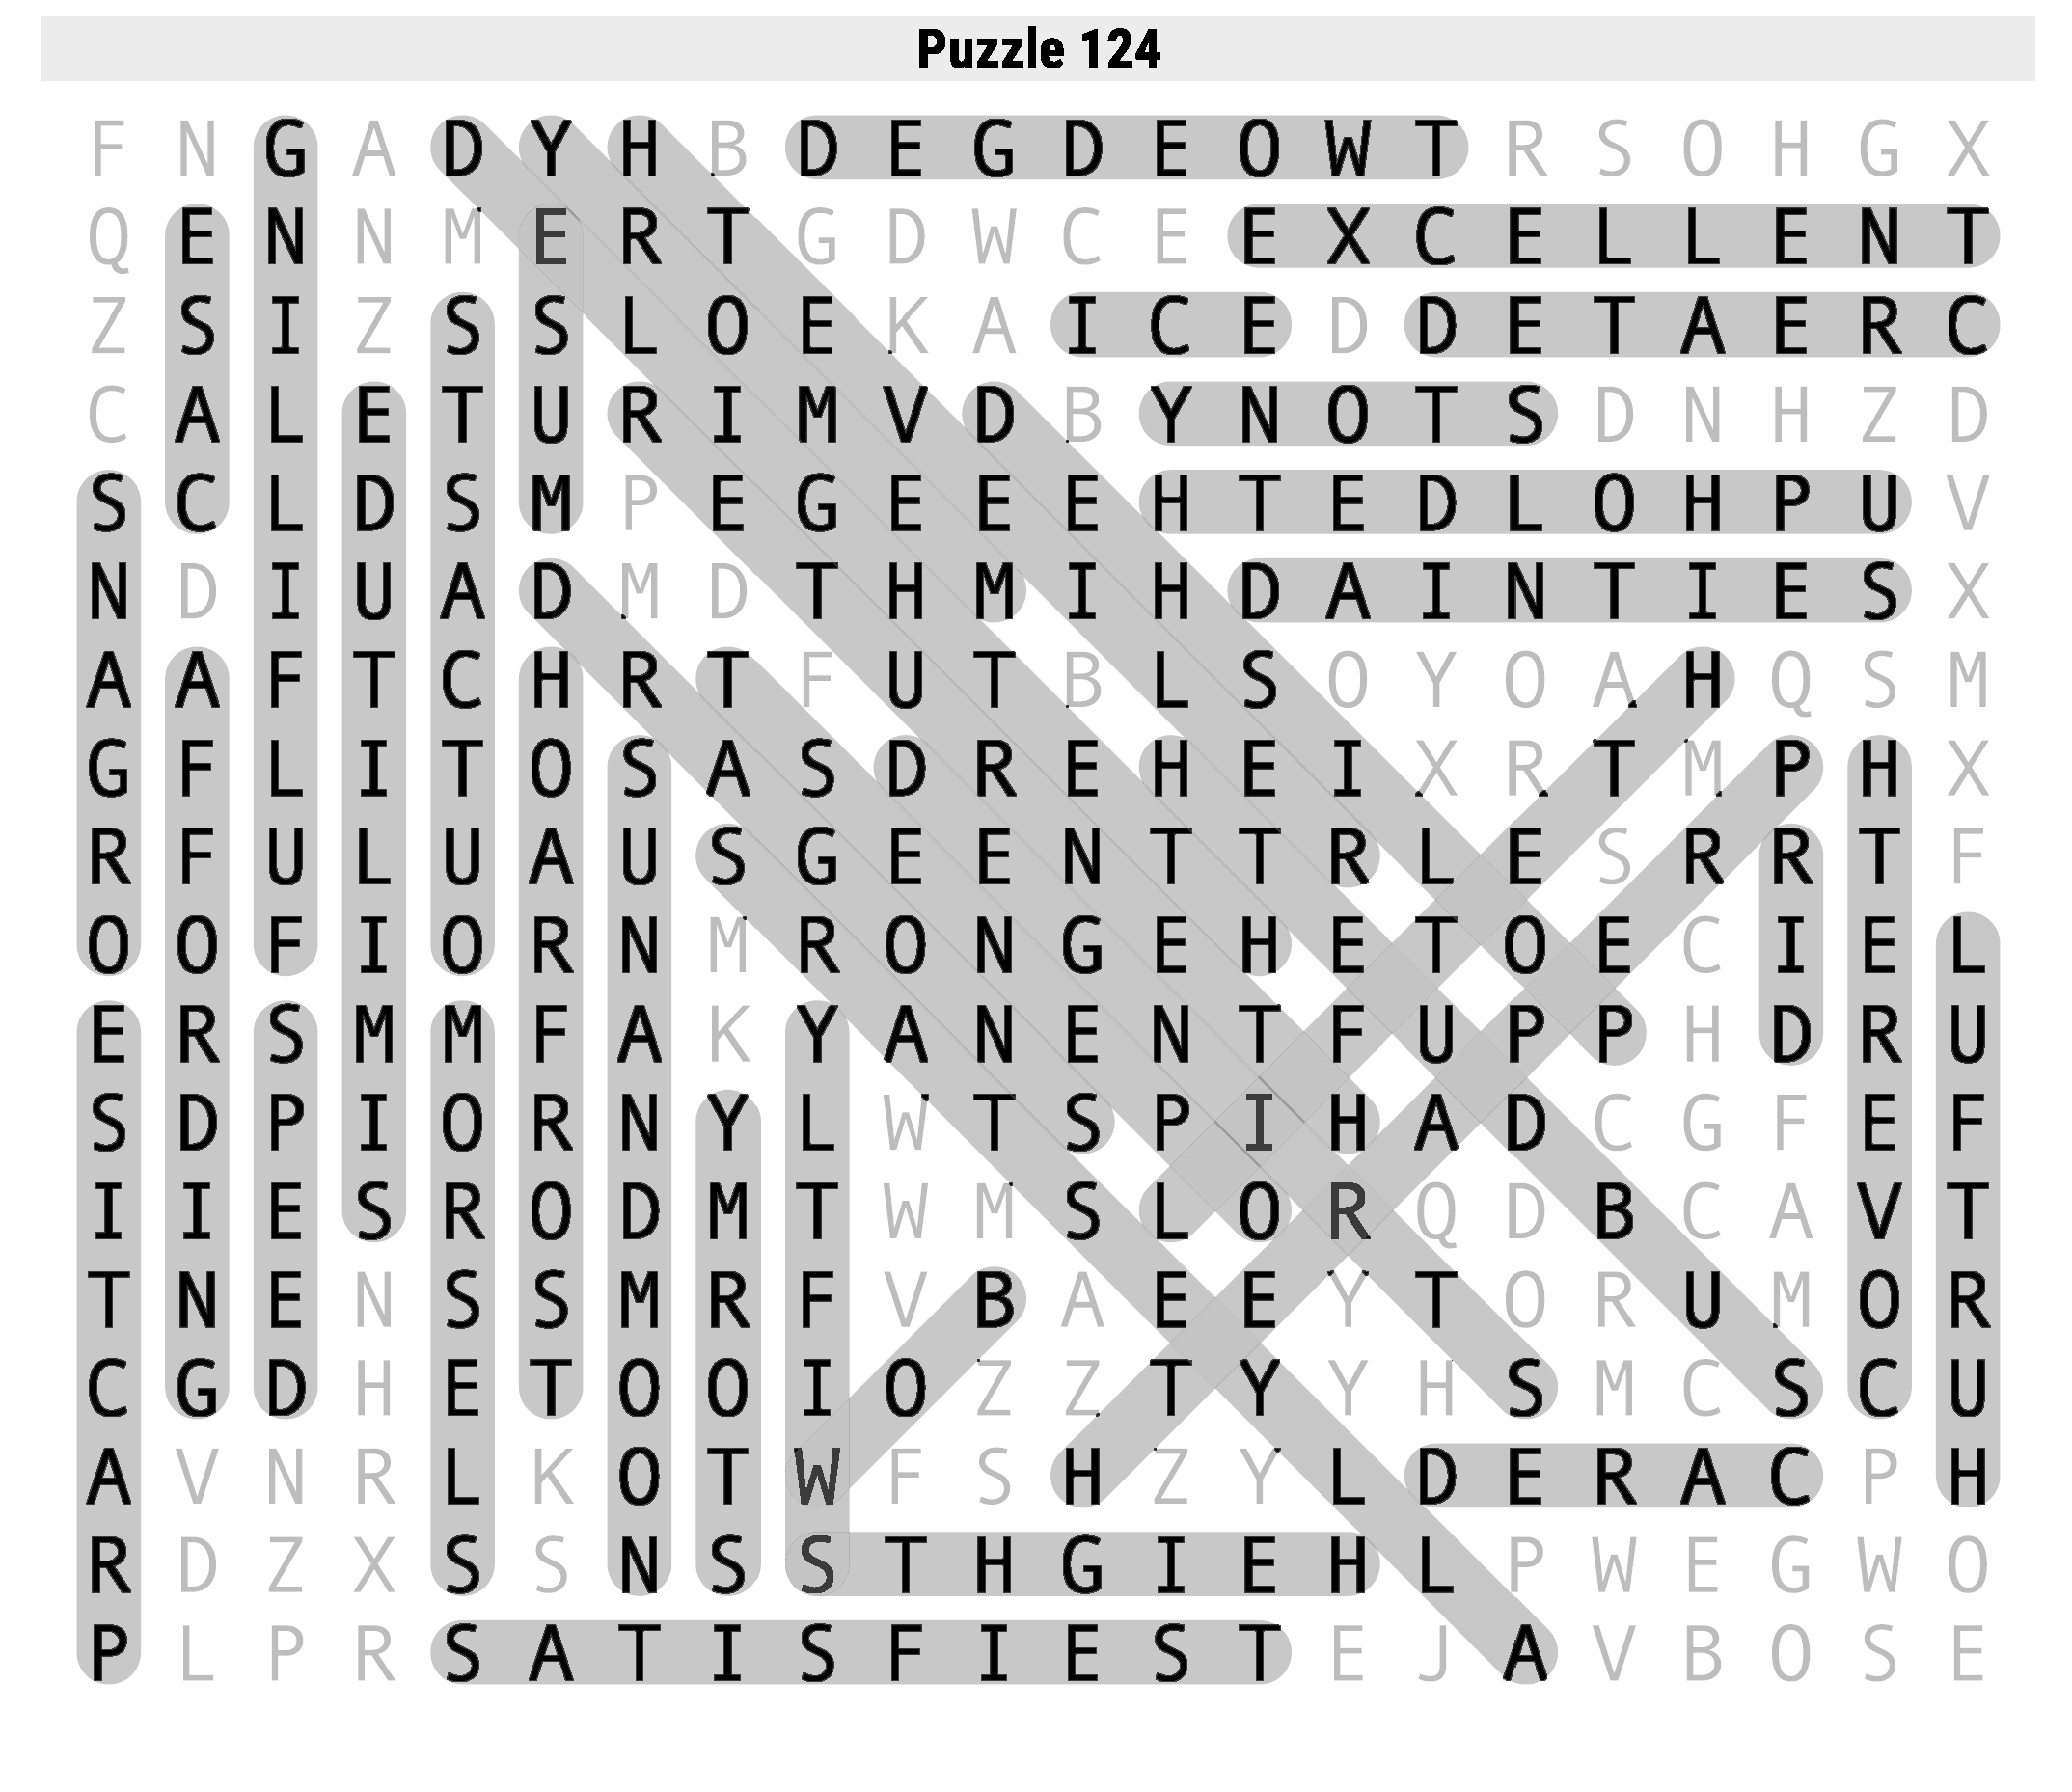 Puzzle 124
F N G A D Y H B D E G D E O W T R S O H G X
Q E N N M E R T G D W C E E X C E L L E N T
Z S I Z S S L O E K A I C E D D E T A E R C
C A L E T U R I M V D B Y N O T S D N H Z D
S C L D S M P E G E E E H T E D L O H P U V
N D I U A D M D T H M I H D A I N T I E S X
A A F T C H R T F U T B L S O Y O A H Q S M
G F L I T O S A S D R E H E I X R T M P H X
R F U L U A U S G E E N T T R L E S R R T F
O O F I O R N M R O N G E H E T O E C I E L
E R S M M F A K Y A N E N T F U P P H D R U
S D P I O R N Y L W T S P I H A D C G F E F
I I E S R O D M T W M S L O R Q D B C A V T
T N E N S S M R F V B A E E Y T O R U M O R
C G D H E T O O I O Z Z T Y Y H S M C S C U
A V N R L K O T W F S H Z Y L D E R A C P H
R D Z X S S N S S T H G I E H L P W E G W O
P L P R S A T I S F I E S T E J A V B O S E